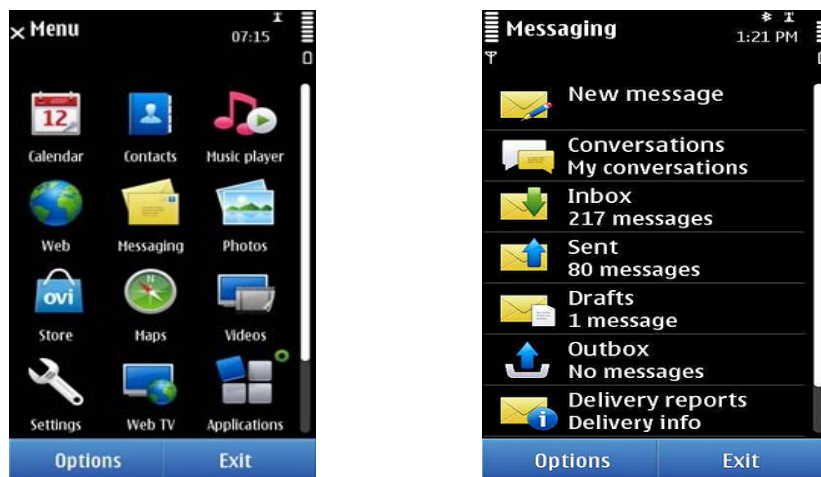 Menu
07:15
12
Calendar
Contacts
Music player
Web
Messaging
Photos
ovi
Store
Maps
Videos
Settings
Web TV
Applications
Options
Exit
Messaging
1:21 PM
New message
Conversations
My conversations
Inbox
217 messages
Sent
80 messages
Drafts
1 message
Outbox
No messages
Delivery reports
Delivery info
Options
Exit